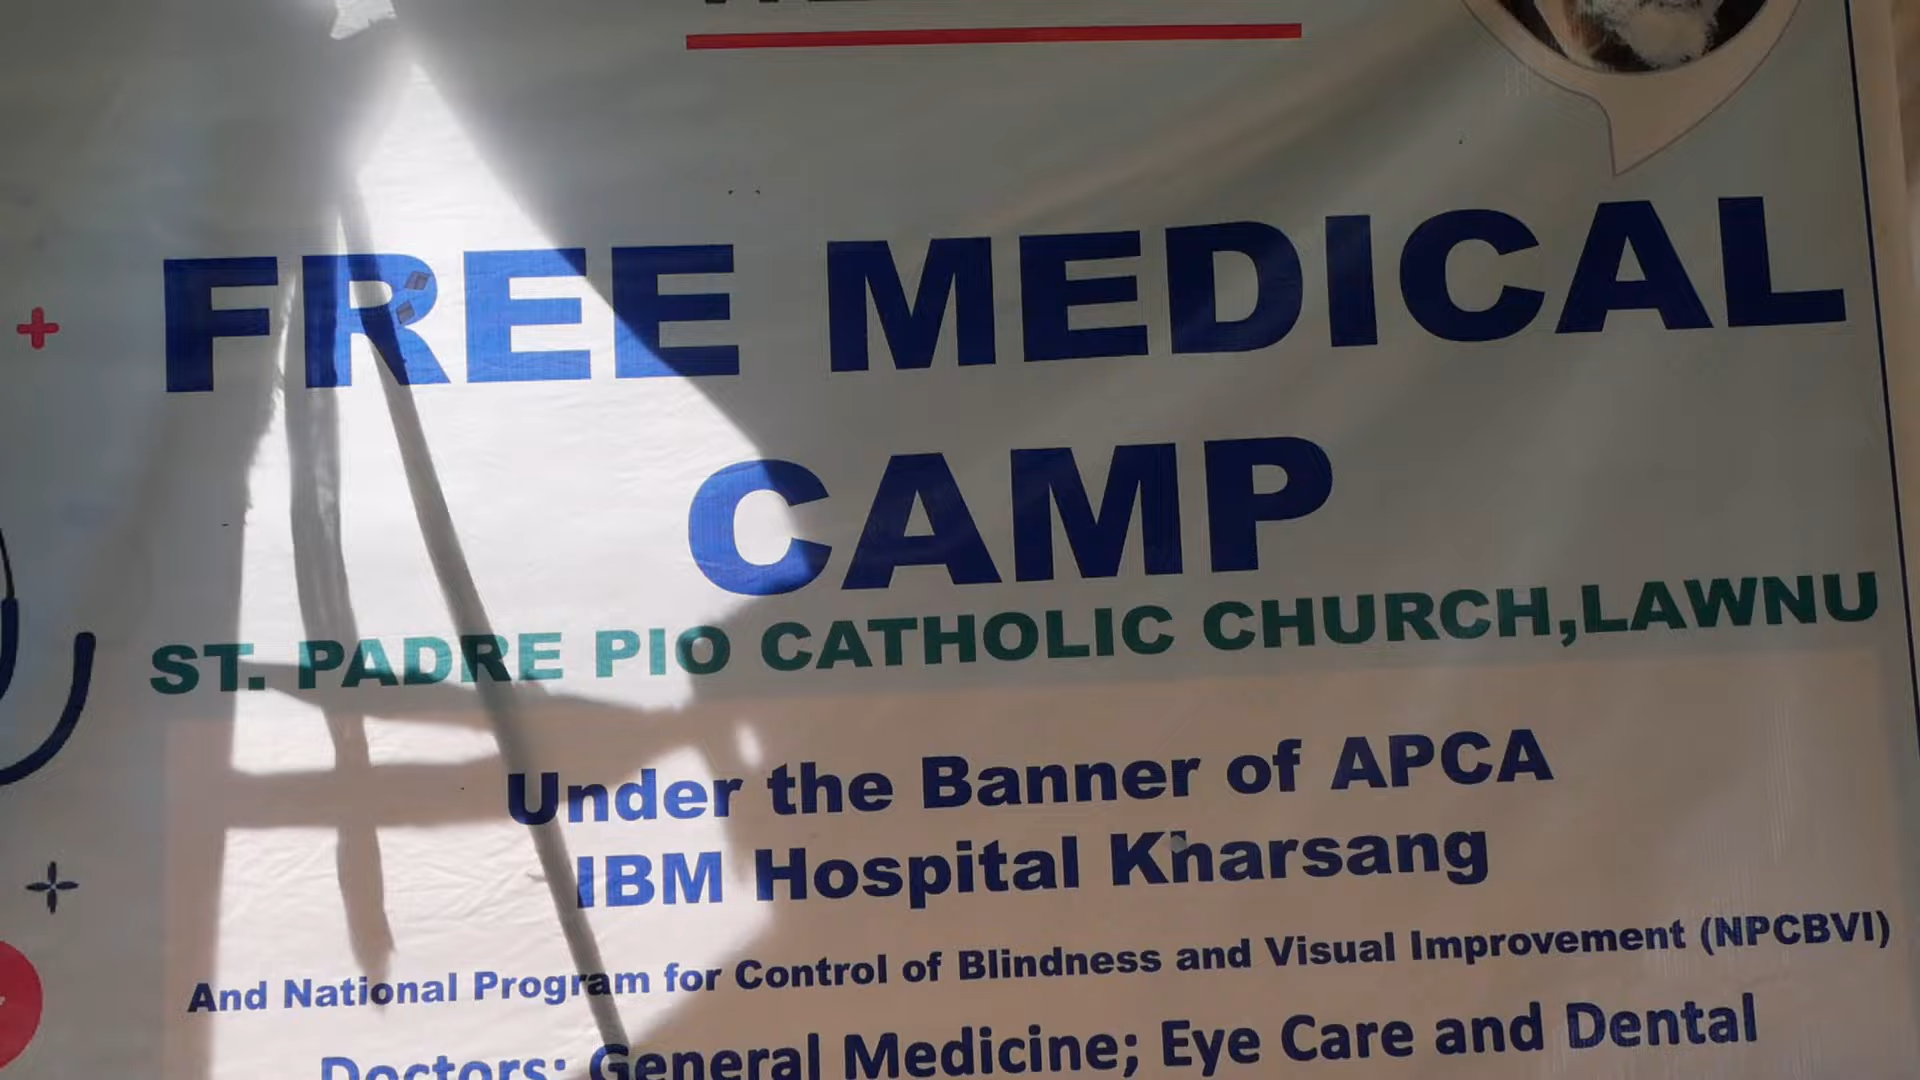 FREE MEDICAL
CAMP
ST. PADRE PIO CATHOLIC CHURCH,LAWNU
Under the Banner of APCA
IBM Hospital Kharsang
And National Program for Control of Blindness and Visual Improvement (NPCBVI)
Doctors: General Medicine; Eye Care and Dental